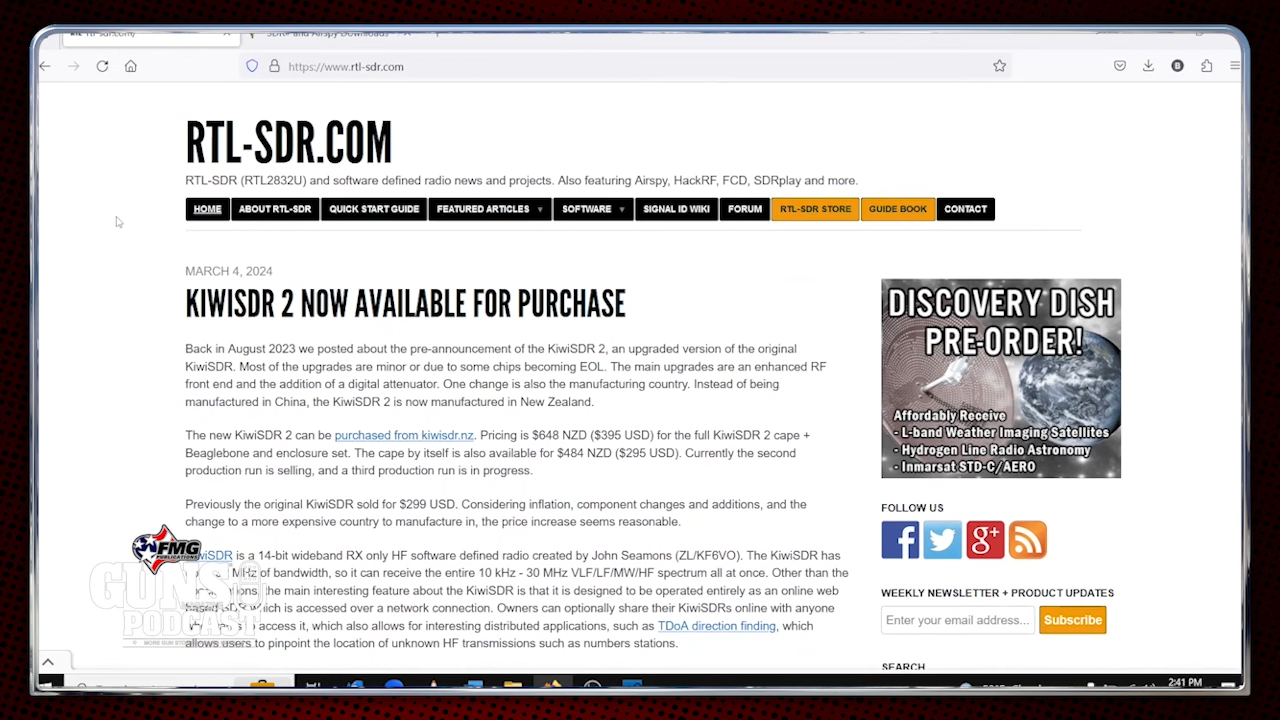 https://www.rtl-sdr.com
RTL-SDR.COM
RTL-SDR (RTL2832U) and software defined radio news and projects. Also featuring Airspy, HackRF, FCD, SDRplay and more.
HOME ABOUT RTL-SDR QUICK START GUIDE FEATURED ARTICLES SOFTWARE SIGNAL ID WIKI FORUM RTL-SDR STORE GUIDE BOOK CONTACT
MARCH 4, 2024
KIWISDR 2 NOW AVAILABLE FOR PURCHASE
Back in August 2023 we posted about the pre-announcement of the KiwiSDR 2, an upgraded version of the original
KiwiSDR. Most of the upgrades are minor or due to some chips becoming EOL. The main upgrades are an enhanced RF
front end and the addition of a digital attenuator. One change is also the manufacturing country. Instead of being
manufactured in China, the KiwiSDR 2 is now manufactured in New Zealand.
The new KiwiSDR 2 can be purchased from kiwisdr.nz. Pricing is $648 NZD ($395 USD) for the full KiwiSDR 2 cape +
Beaglebone and enclosure set. The cape by itself is also available for $484 NZD ($295 USD). Currently the second
production run is selling, and a third production run is in progress.
Previously the original KiwiSDR sold for $299 USD. Considering inflation, component changes and additions, and the
change to a more expensive country to manufacture in, the price increase seems reasonable.
is a 14-bit wideband RX only HF software defined radio created by John Seamons (ZL/KF6VO). The KiwiSDR has
MHz of bandwidth, so it can receive the entire 10 kHz - 30 MHz VLF/LF/MW/HF spectrum all at once. Other than the
the main interesting feature about the KiwiSDR is that it is designed to be operated entirely as an online web
which is accessed over a network connection. Owners can optionally share their KiwiSDRs online with anyone
access it, which also allows for interesting distributed applications, such as TDoA direction finding, which
allows users to pinpoint the location of unknown HF transmissions such as numbers stations.
DISCOVERY DISH
PRE-ORDER!
Affordably Receive
- L-band Weather Imaging Satellites
- Hydrogen Line Radio Astronomy
- Inmarsat STD-C/AERO
FOLLOW US
WEEKLY NEWSLETTER + PRODUCT UPDATES
Enter your email address... Subscribe
SEARCH
FMG
PUBLICATIONS
GUNS
PODCAST
2:41 PM